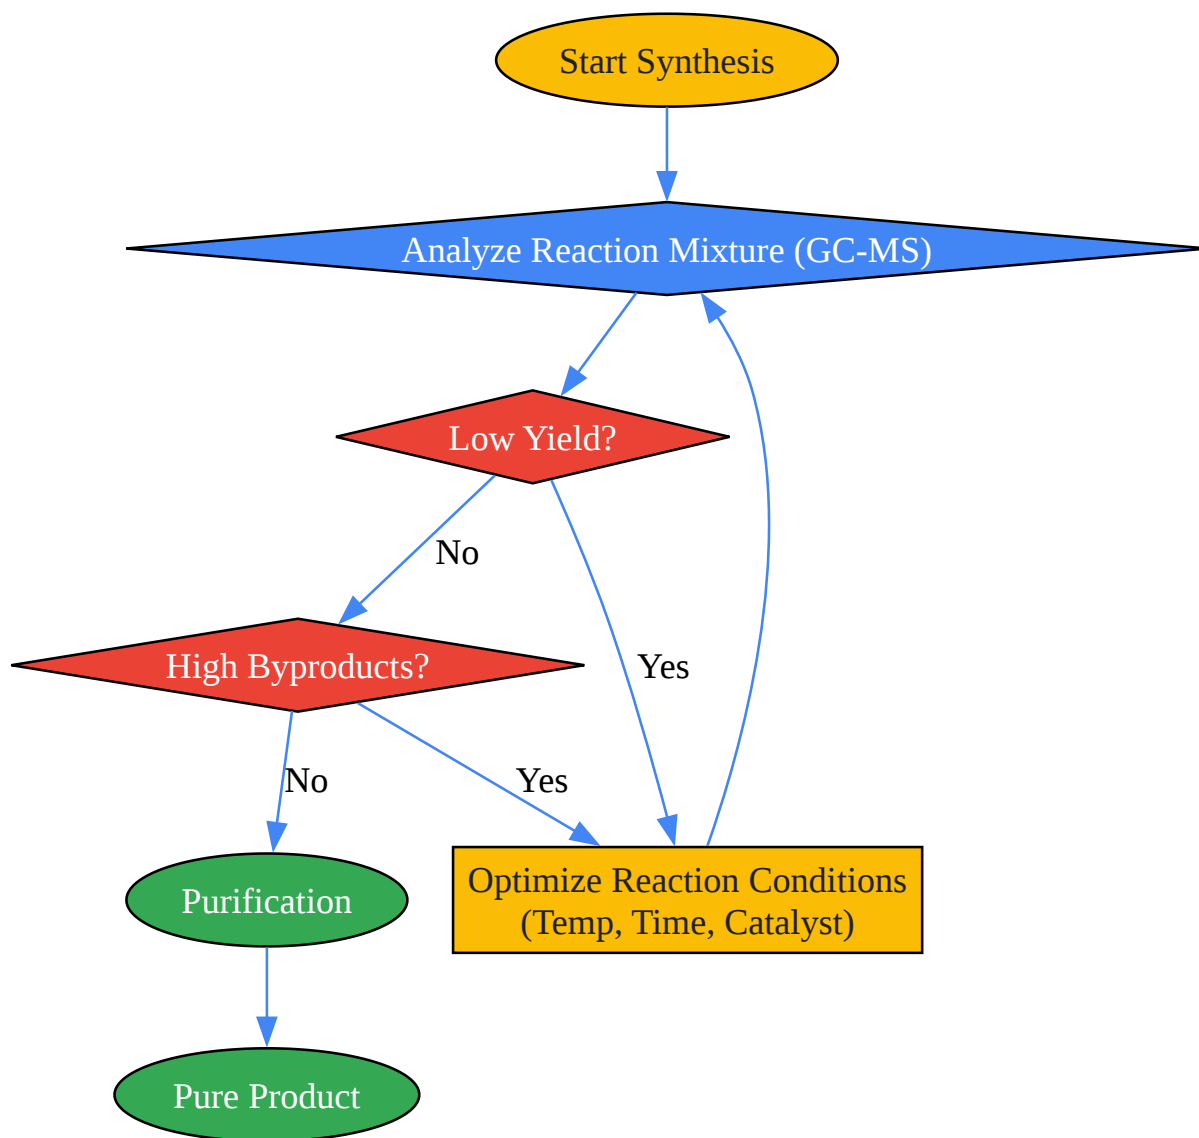 Start Synthesis
Analyze Reaction Mixture (GC-MS)
Low Yield?
No
High Byproducts?
Yes
No
Yes
Purification
Optimize Reaction Conditions
(Temp, Time, Catalyst)
Pure Product